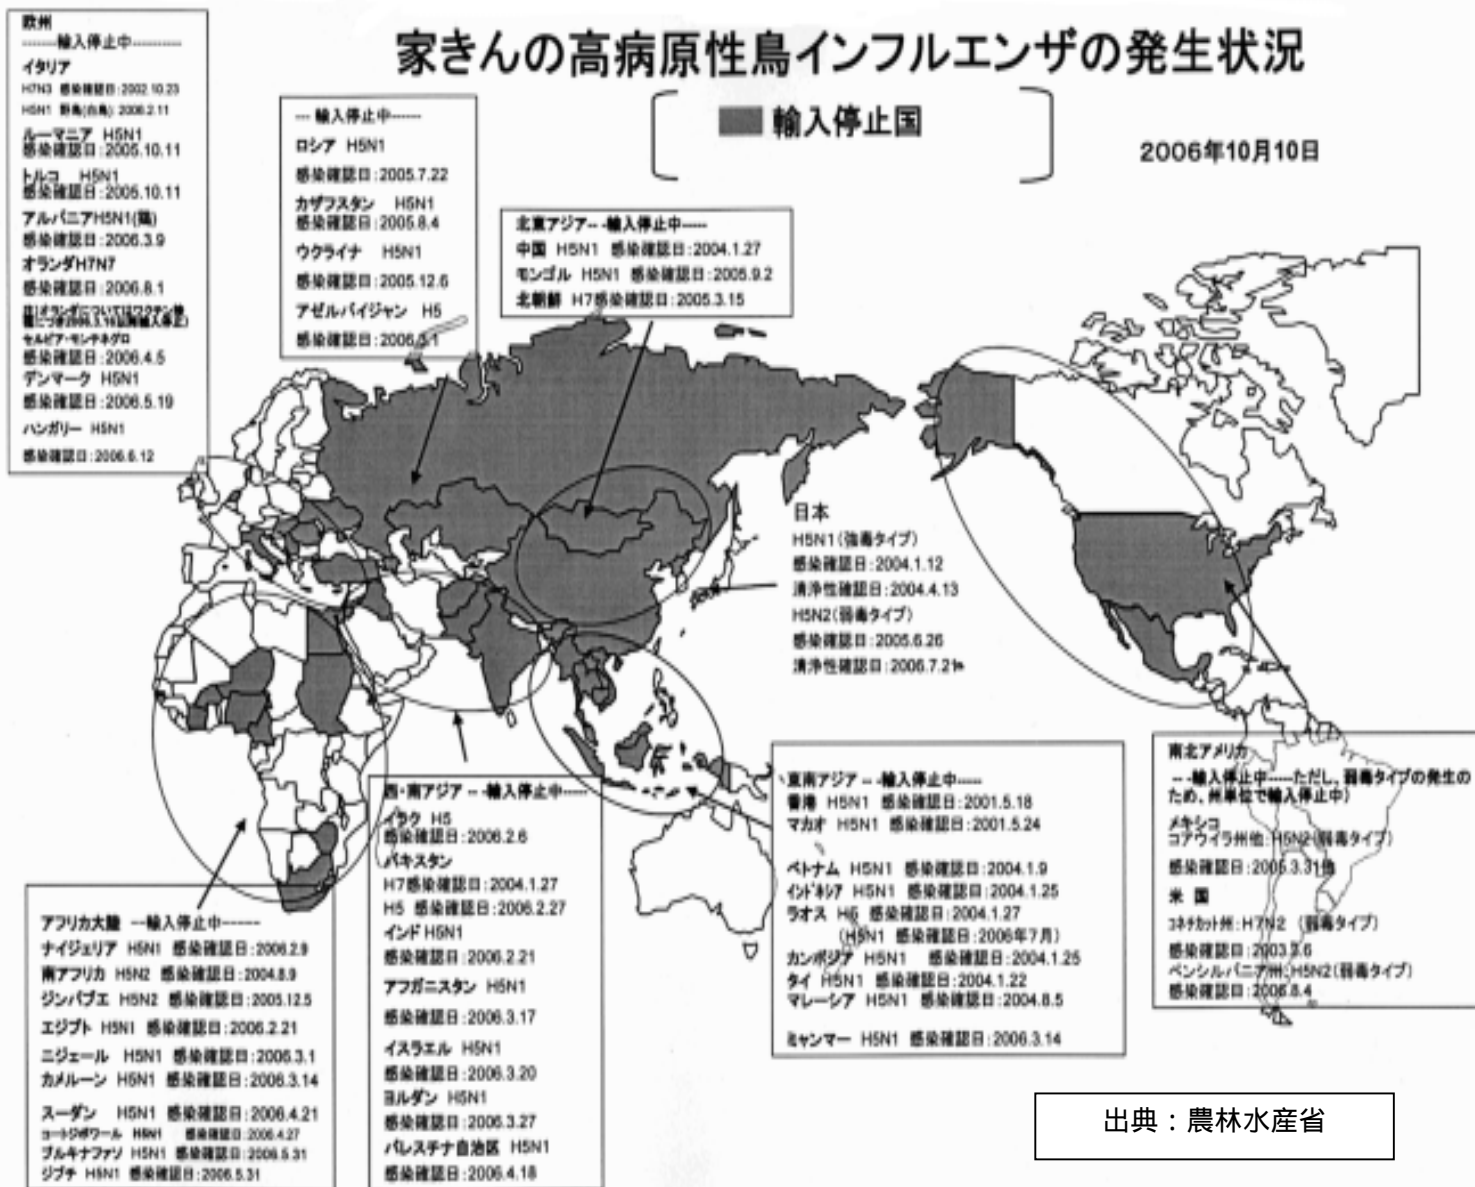 家きんの高病原性鳥インフルエンザの発生状況
輸入停止国
2006年10月10日
欧州
-------輸入停止中----------
イタリア
H7N3 感染確認日:2002.10.23
H5N1 野鳥(白鳥): 2006.2.11
ルーマニア H5N1
感染確認日:2005.10.11
トルコ H5N1
感染確認日:2005.10.11
アルバニアH5N1(鶏)
感染確認日:2006.3.9
オランダH7N7
感染確認日:2006.8.1
セルビア・モンテネグロ
感染確認日:2006.4.5
デンマーク H5N1
感染確認日:2006.5.19
ハンガリー H5N1
感染確認日:2006.6.12
--- 輸入停止中------
ロシア H5N1
感染確認日:2005.7.22
カザフスタン H5N1
感染確認日:2005.8.4
ウクライナ H5N1
感染確認日:2005.12.6
アゼルバイジャン H5
感染確認日:2006.3.1
北東アジア-- -輸入停止中-----
中国 H5N1 感染確認日:2004.1.27
モンゴル H5N1 感染確認日:2005.9.2
北朝鮮 H7感染確認日:2005.3.15
日本
H5N1(強毒タイプ)
感染確認日:2004.1.12
清浄性確認日:2004.4.13
H5N2(弱毒タイプ)
感染確認日:2005.6.26
清浄性確認日:2006.7.21
アフリカ大陸 ---輸入停止中------
ナイジェリア H5N1 感染確認日:2006.2.9
南アフリカ H5N2 感染確認日:2004.8.9
ジンバブエ H5N2 感染確認日:2005.12.5
エジプト H5N1 感染確認日:2006.2.21
ニジェール H5N1 感染確認日:2006.3.1
カメルーン H5N1 感染確認日:2006.3.14
スーダン H5N1 感染確認日:2006.4.21
コートジボワール H5N1 感染確認日:2006.4.27
ブルキナファソ H5N1 感染確認日:2006.5.31
ジブチ H5N1 感染確認日:2006.5.31
西・南アジア -- -輸入停止中-----
イラク H5
感染確認日:2006.2.6
パキスタン
H7感染確認日:2004.1.27
H5 感染確認日:2006.2.27
インド H5N1
感染確認日:2006.2.21
アフガニスタン H5N1
感染確認日:2006.3.17
イスラエル H5N1
感染確認日:2006.3.20
ヨルダン H5N1
感染確認日:2006.3.27
パレスチナ自治区 H5N1
感染確認日:2006.4.18
東南アジア -- -輸入停止中-----
香港 H5N1 感染確認日:2001.5.18
マカオ H5N1 感染確認日:2001.5.24
ベトナム H5N1 感染確認日:2004.1.9
インドネシア H5N1 感染確認日:2004.1.25
ラオス H5 感染確認日:2004.1.27
(H5N1 感染確認日:2006年7月)
カンボジア H5N1 感染確認日:2004.1.25
タイ H5N1 感染確認日:2004.1.22
マレーシア H5N1 感染確認日:2004.8.5
ミャンマー H5N1 感染確認日:2006.3.14
南北アメリカ
-- -輸入停止中-----ただし、弱毒タイプの発生の
ため、州単位で輸入停止中)
メキシコ
コアウイラ州他:H5N2(弱毒タイプ)
感染確認日:2005.3.31他
米 国
コネチカット州:H7N2 (弱毒タイプ)
感染確認日:2003.3.6
ペンシルバニア州:H5N2(弱毒タイプ)
感染確認日:2006.8.4
出典：農林水産省